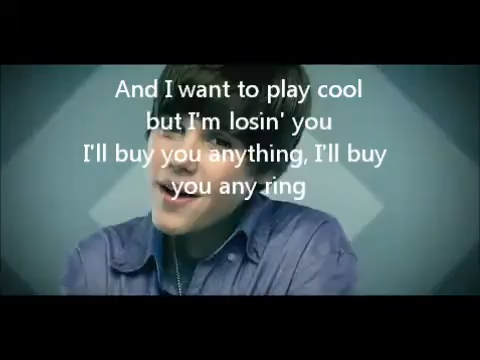 And I want to play cool
but I'm losin' you
I'll buy you anything, I'll buy
you any ring